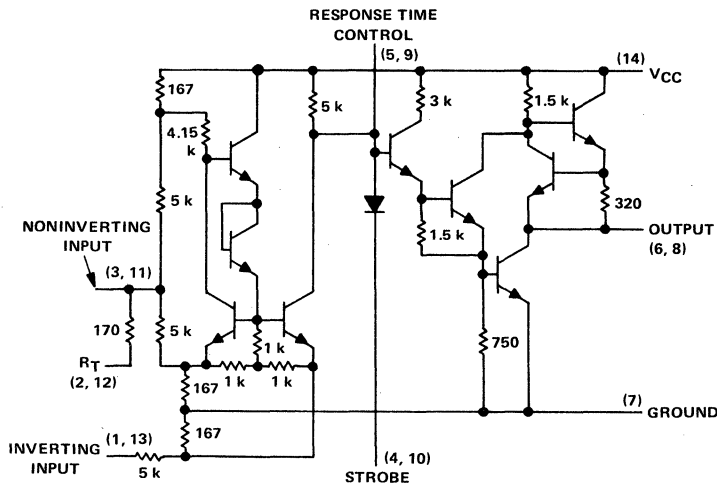 RESPONSE TIME
CONTROL
(5, 9)
(14)
VCC
167
5 k
3 k
1.5 k
4.15
k
5 k
320
NONINVERTING
INPUT
1.5 k
OUTPUT
(6, 8)
(3, 11)
170
5 k
1 k
750
RT
(2, 12)
1 k
1 k
167
(7)
GROUND
167
(1, 13)
INVERTING
INPUT
5 k
(4, 10)
STROBE